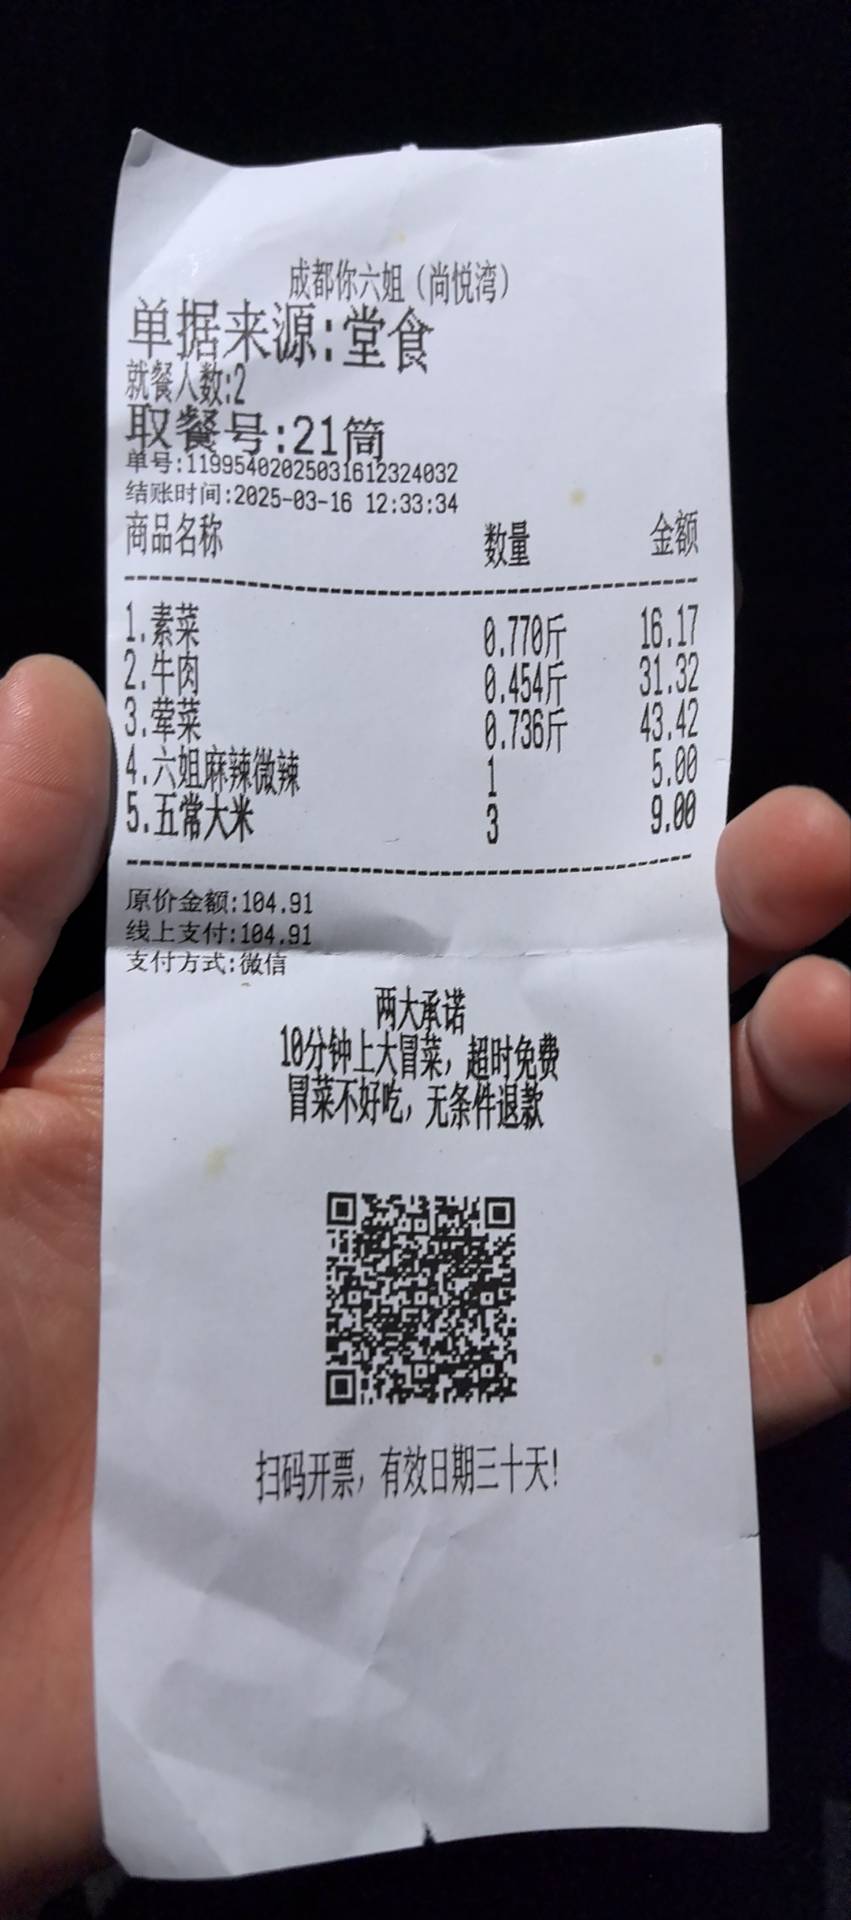 成都你六姐（尚悦湾）
单据来源:堂食
就餐人数:2
取餐号:21筒
单号:11995402025031612324032
结账时间:2025-03-16 12:33:34
商品名称 数量 金额
1.素菜 0.770斤 16.17
2.牛肉 0.454斤 31.32
3.荤菜 0.736斤 43.42
4.六姐麻辣微辣 1 5.00
5.五常大米 3 9.00
原价金额:104.91
线上支付:104.91
支付方式:微信
两大承诺
10分钟上大冒菜，超时免费
冒菜不好吃，无条件退款
扫码开票，有效日期三十天!